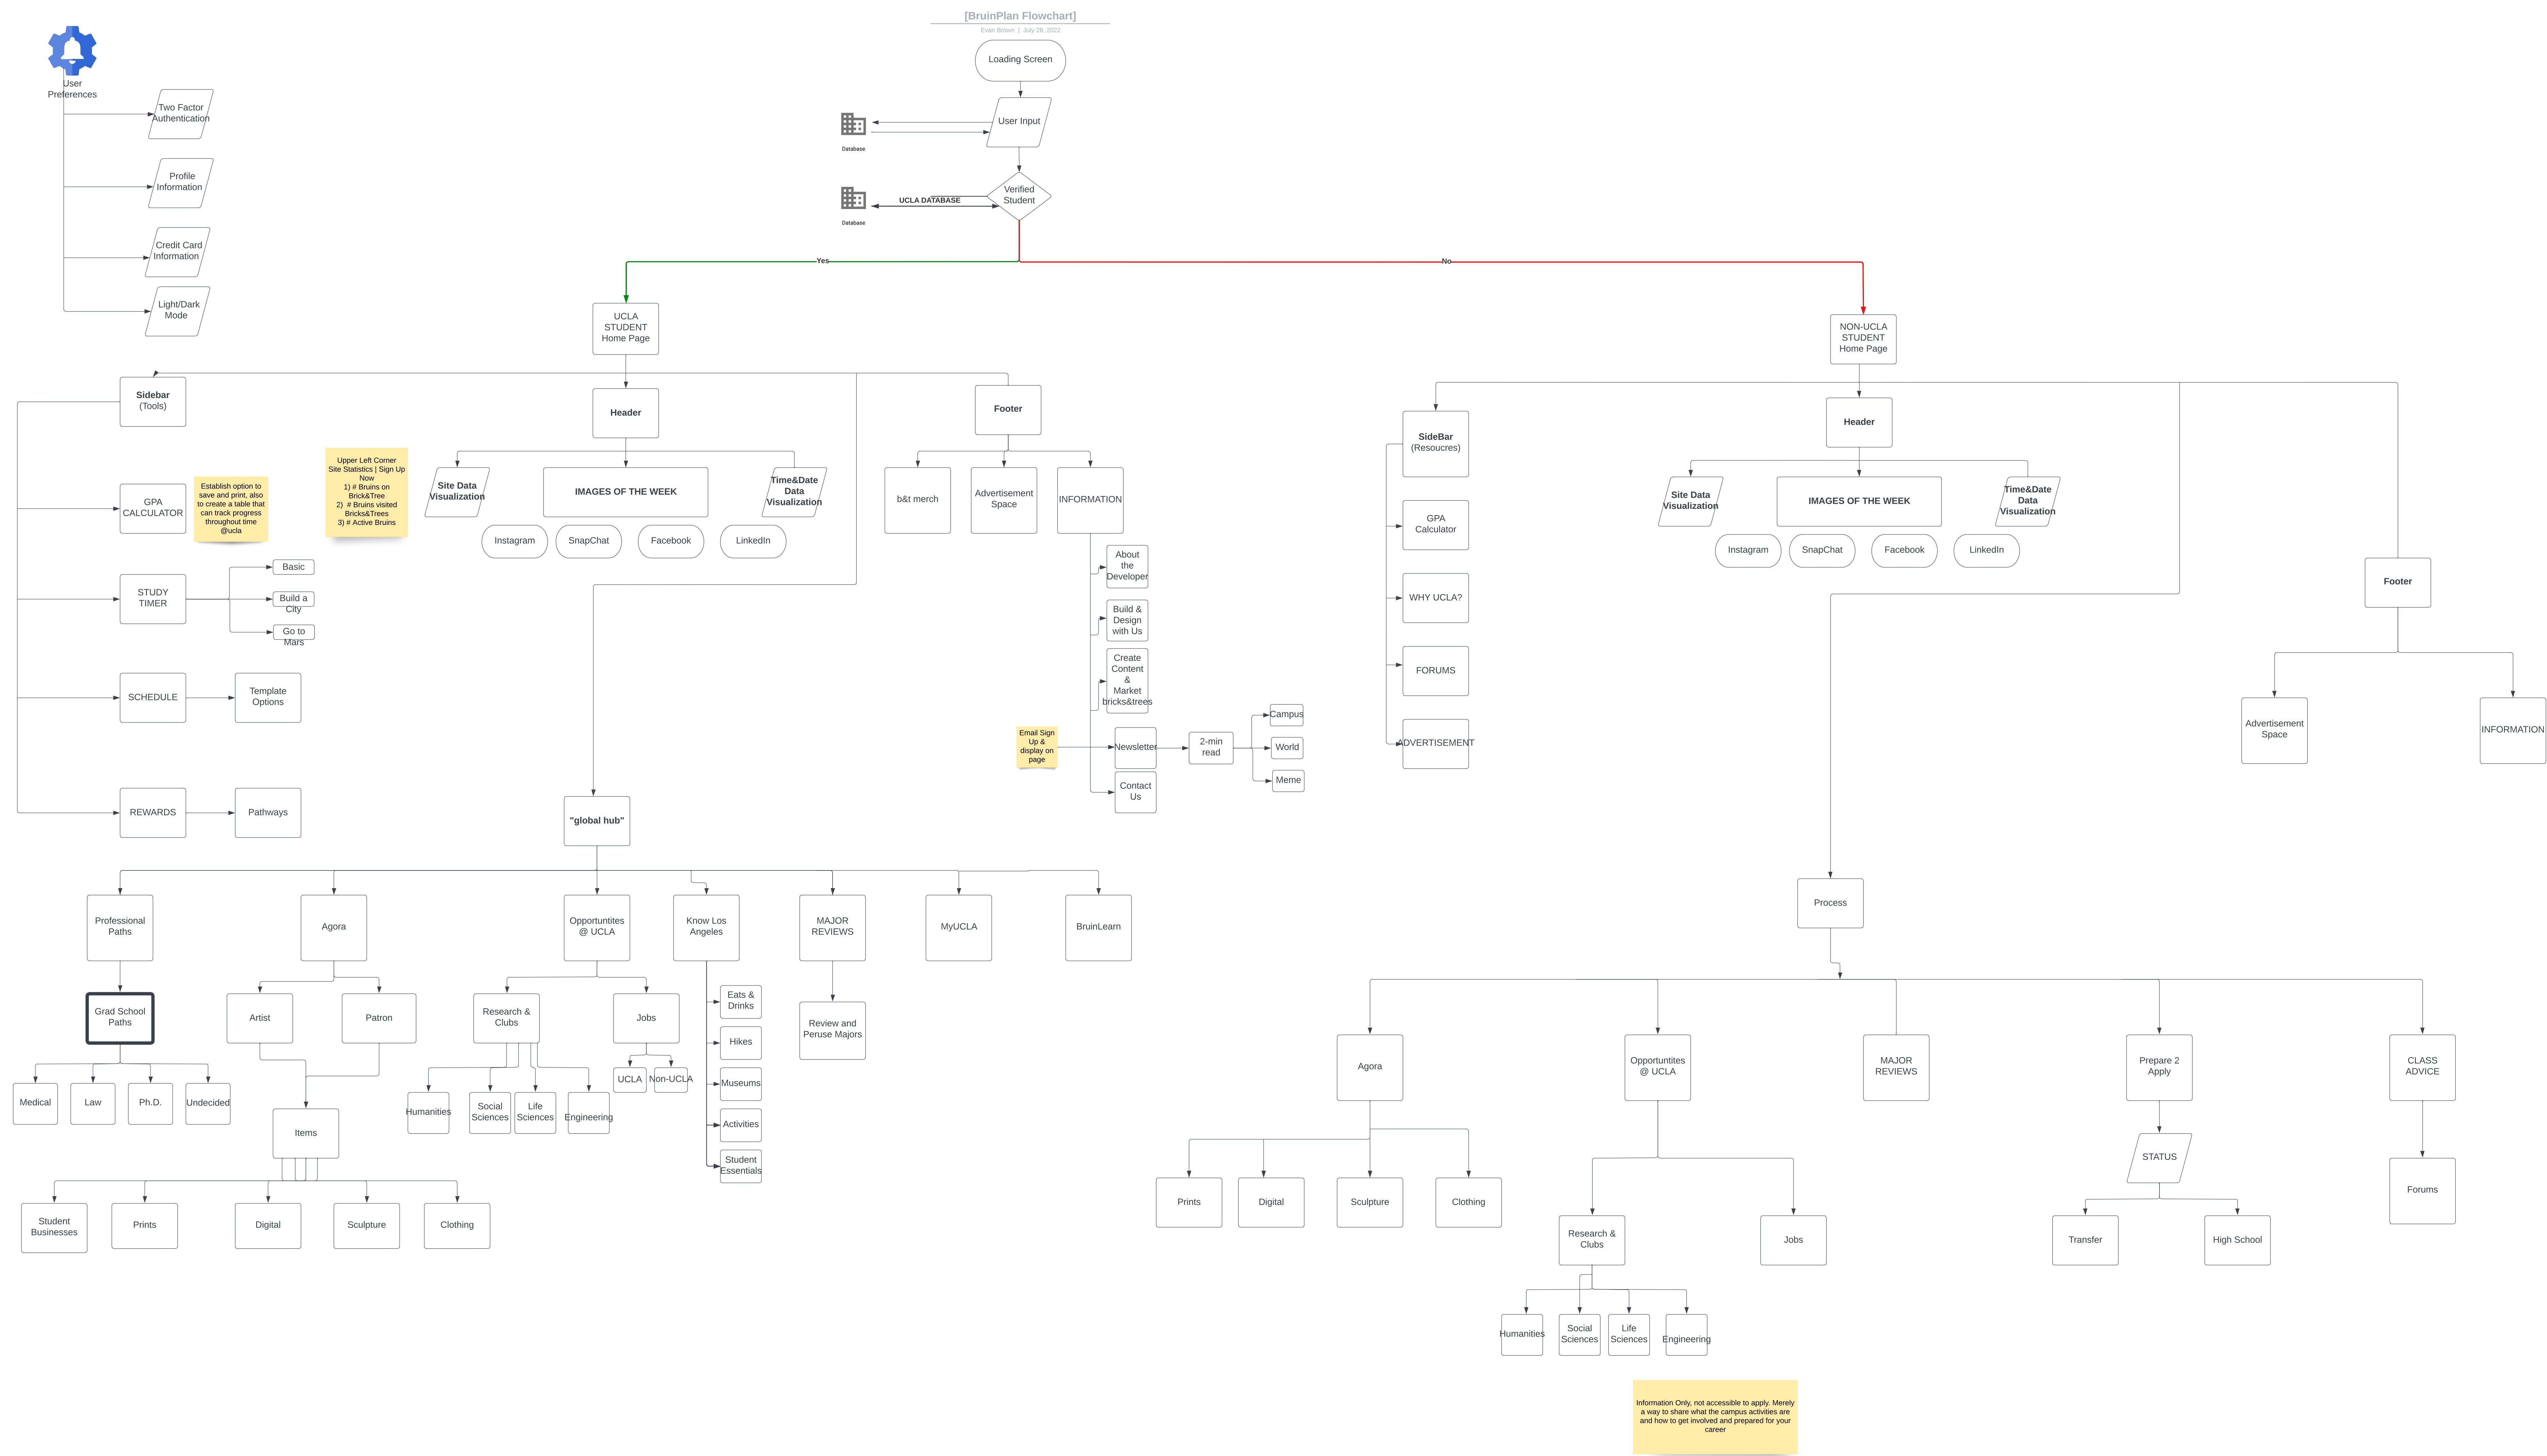 [BruinPlan Flowchart]
Evan Brown | July 28, 2022
Loading Screen
User
Preferences
Two Factor
Authentication
User Input
Database
Profile
Information
Verified
Student
UCLA DATABASE
Database
Credit Card
Information
Yes
No
Light/Dark
Mode
UCLA
STUDENT
Home Page
NON-UCLA
STUDENT
Home Page
Sidebar
(Tools)
Header
Footer
GPA
CALCULATOR
Establish option to
save and print, also
to create a table that
can track progress
throughout time
@ucla
Upper Left Corner
Site Statistics | Sign Up
Now
1) # Bruins on
Brick&Tree
2) # Bruins visited
Bricks&Trees
3) # Active Bruins
Site Data
Visualization
IMAGES OF THE WEEK
Time&Date
Data
Visualization
Instagram
SnapChat
Facebook
LinkedIn
b&t merch
Advertisement
Space
INFORMATION
STUDY
TIMER
Basic
Build a
City
Go to
Mars
About
the
Developer
Build &
Design
with Us
Create
Content
&
Market
bricks&trees
SCHEDULE
Template
Options
Email Sign
Up &
display on
page
Newsletter
2-min
read
Campus
World
Meme
Contact
Us
REWARDS
Pathways
"global hub"
Professional
Paths
Agora
Opportuntites
@ UCLA
Know Los
Angeles
MAJOR
REVIEWS
MyUCLA
BruinLearn
Grad School
Paths
Artist
Patron
Research &
Clubs
Jobs
Eats &
Drinks
Hikes
Museums
Activities
Student
Essentials
Review and
Peruse Majors
Medical
Law
Ph.D.
Undecided
UCLA
Non-UCLA
Humanities
Social
Sciences
Life
Sciences
Engineering
Items
Student
Businesses
Prints
Digital
Sculpture
Clothing
SideBar
(Resoucres)
Header
Footer
GPA
Calculator
WHY UCLA?
FORUMS
ADVERTISEMENT
Site Data
Visualization
IMAGES OF THE WEEK
Time&Date
Data
Visualization
Instagram
SnapChat
Facebook
LinkedIn
Advertisement
Space
INFORMATION
Process
Agora
Opportuntites
@ UCLA
MAJOR
REVIEWS
Prepare 2
Apply
CLASS
ADVICE
STATUS
Forums
Prints
Digital
Sculpture
Clothing
Research &
Clubs
Jobs
Transfer
High School
Humanities
Social
Sciences
Life
Sciences
Engineering
Information Only, not accessible to apply. Merely
a way to share what the campus activities are
and how to get involved and prepared for your
career